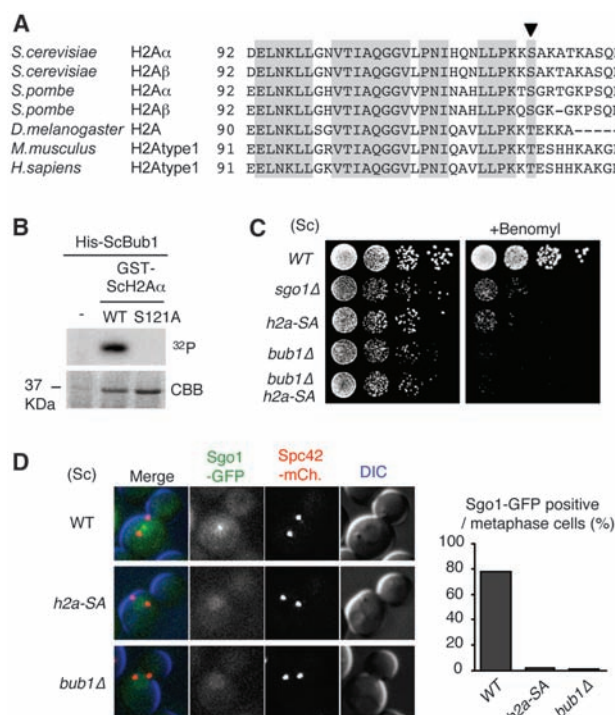 A
S.cerevisiae H2Aα 92 DELNKLLGNVTIAQGGVLPNIHQNLLPKKSAKATKASQ
S.cerevisiae H2Aβ 92 DELNKLLGNVTIAQGGVLPNIHQNLLPKKSAKTAKASQ
S.pombe H2Aα 92 EELNKLLGHVTIAQGGVVPNINAHLLPKTSGRTGKPSQ
S.pombe H2Aβ 92 EELNKLLGHVTIAQGGVVPNINAHLLPKQSGK-GKPSQ
D.melanogaster H2A 90 EELNKLLSGVTIAQGGVLPNIQAVLLPKKTEKKA-----
M.musculus H2Atype1 91 EELNKLLGRVTIAQGGVLPNIQAVLLPKKTESHHKAKG
H.sapiens H2Atype1 91 EELNKLLGKVTIAQGGVLPNIQAVLLPKKTESHHKAKG
B
His-ScBub1
GST-
ScH2Aα
- WT S121A
32P
37 –
KDa
CBB
C
(Sc)
+Benomyl
WT
sgo1Δ
h2a-SA
bub1Δ
bub1Δ
h2a-SA
D
(Sc)
Merge
Sgo1
-GFP
Spc42
-mCh.
DIC
WT
h2a-SA
bub1Δ
Sgo1-GFP positive
/ metaphase cells (%)
100
80
60
40
20
0
WT
h2a-SA
bub1Δ